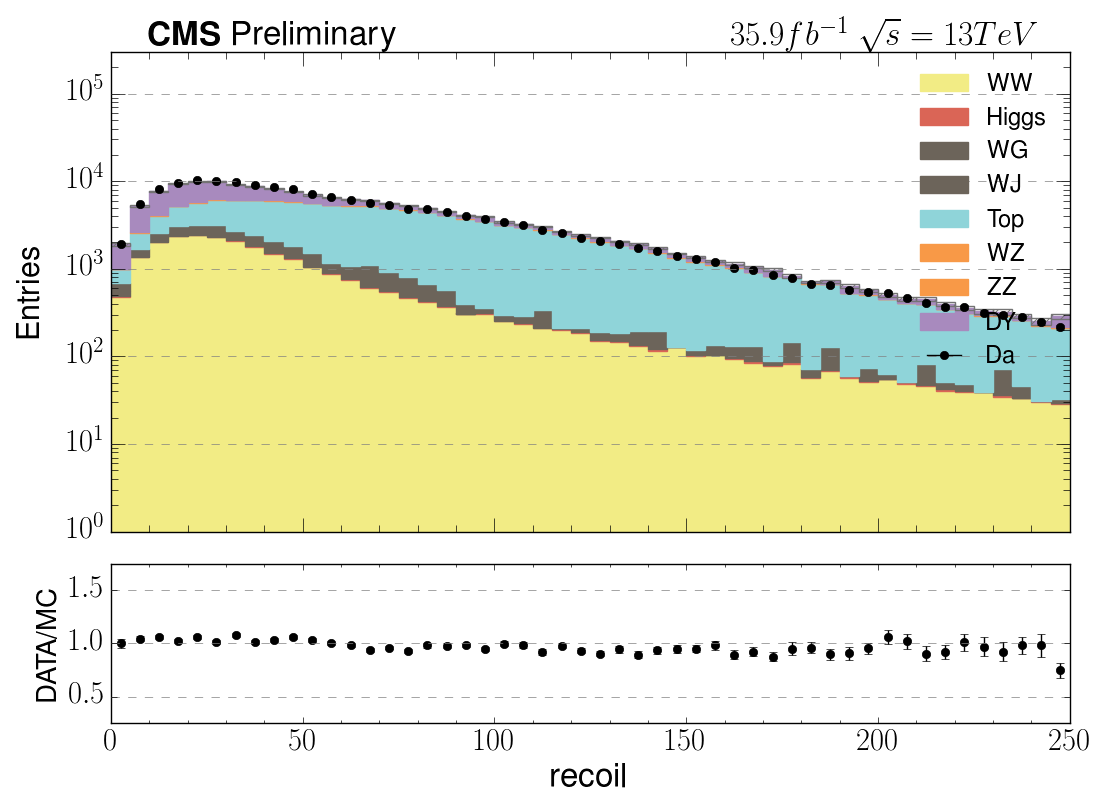 CMS Preliminary 35.9fb⁻¹ √s = 13TeV
10⁵
10⁴
10³
10²
10¹
10⁰
Entries
WW
Higgs
WG
WJ
Top
WZ
ZZ
DY
Da
1.5
1.0
0.5
DATA/MC
0 50 100 150 200 250
recoil